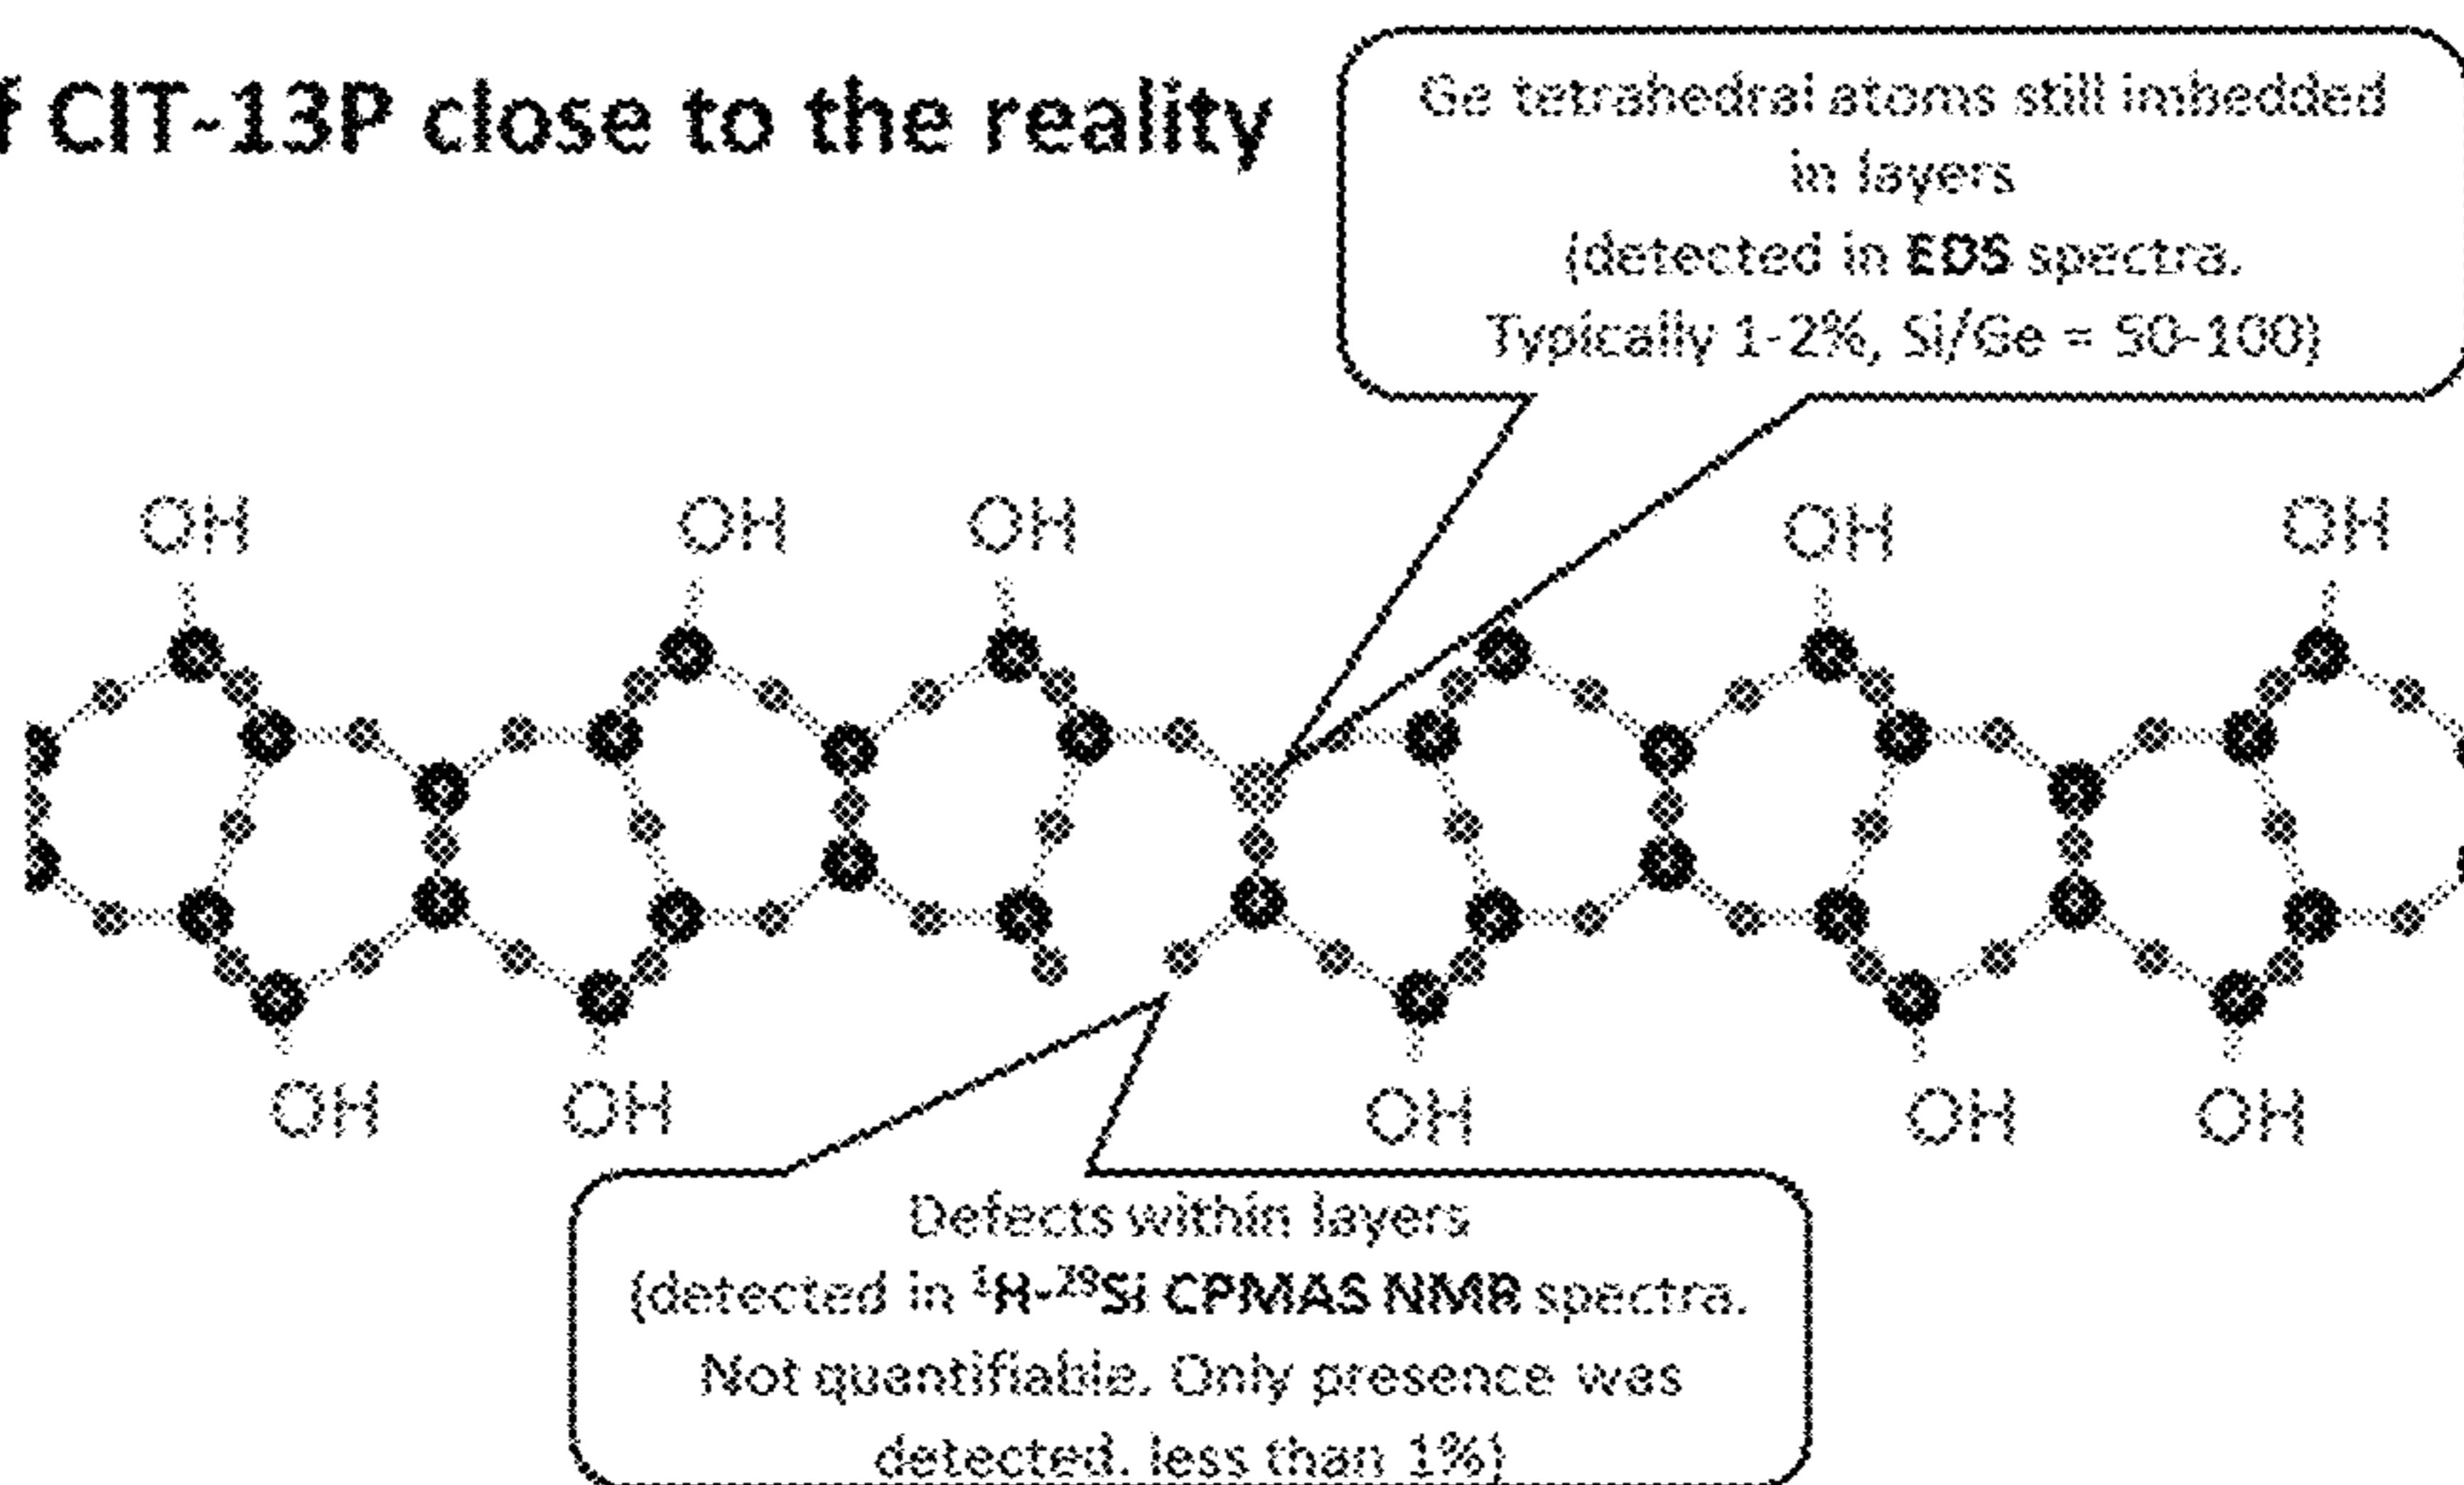 f CIT-13P close to the reality
Ge tetrahedral atoms still imbedded
in layers
(detected in EDS spectra.
Typically 1-2%, Si/Ge = 50-100)
OH OH OH OH OH
OH OH OH OH OH
Defects within layers
(detected in ¹H-²⁹Si CPMAS NMR spectra.
Not quantifiable. Only presence was
detected. less than 1%)